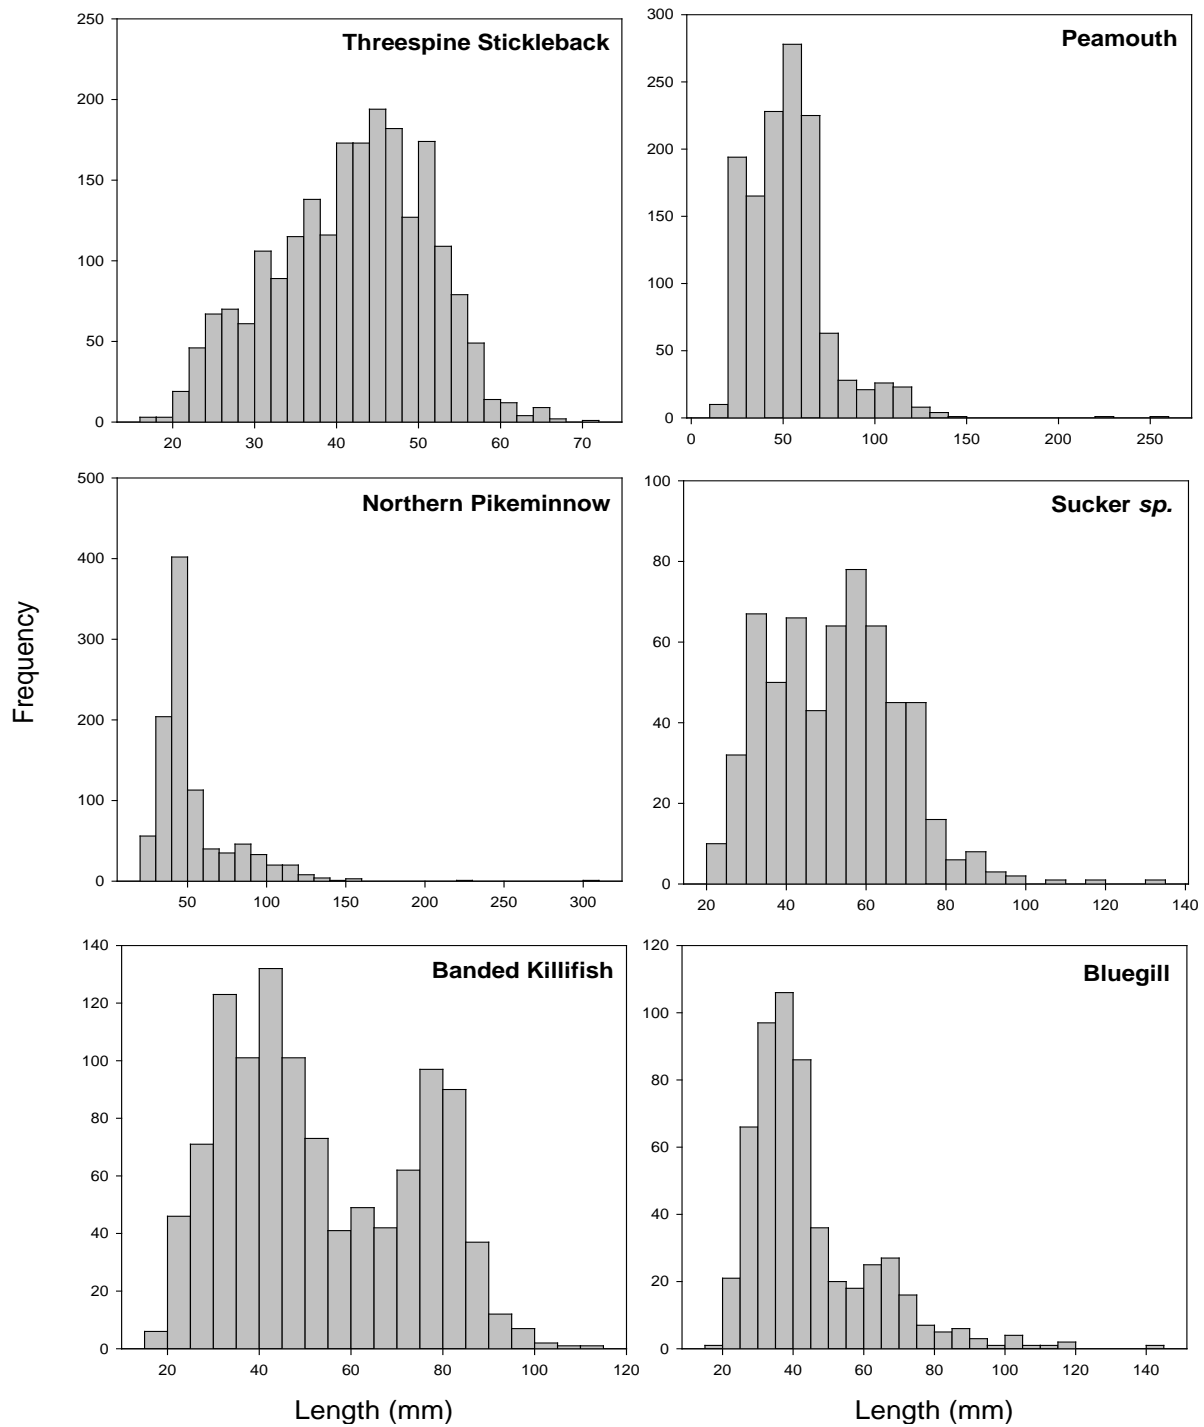 Threespine Stickleback
250
200
150
100
50
0
20 30 40 50 60 70
Peamouth
300
250
200
150
100
50
0
0 50 100 150 200 250
Northern Pikeminnow
500
400
300
200
100
0
50 100 150 200 250 300
Sucker sp.
100
80
60
40
20
0
20 40 60 80 100 120 140
Frequency
Banded Killifish
140
120
100
80
60
40
20
0
20 40 60 80 100 120
Length (mm)
Bluegill
120
100
80
60
40
20
0
20 40 60 80 100 120 140
Length (mm)